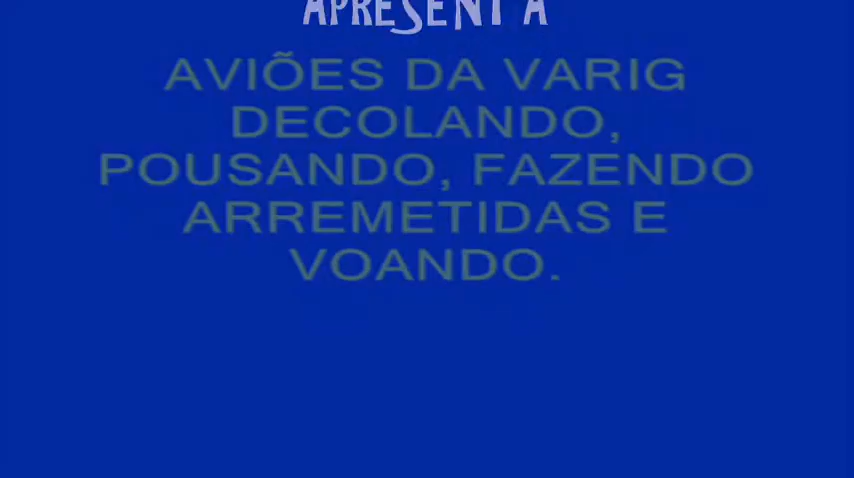 APRESENTA
AVIÕES DA VARIG
DECOLANDO,
POUSANDO, FAZENDO
ARREMETIDAS E
VOANDO.